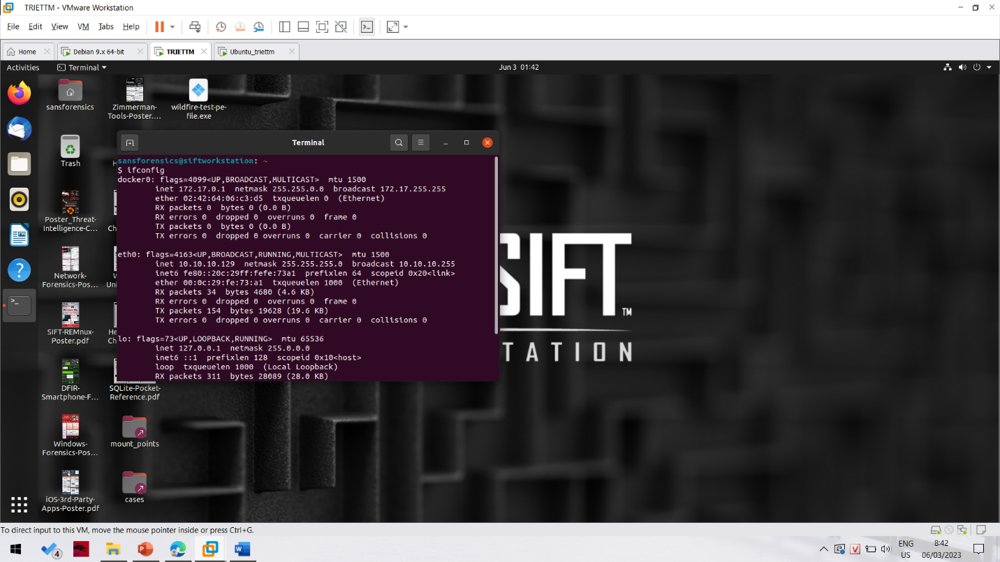 TRIETTM - VMware Workstation
File Edit View VM Tabs Help
Home
Debian 9.x 64-bit
TRIETTM
Ubuntu_triettm
Activities
Terminal
Jun 3 01:42
sansforensics
Zimmerman-
Tools-Poster....
wildfire-test-pe-
file.exe
Trash
Poster_Threat-
Intelligence-C...
Network-
Forensics-Pos...
SIFT-REMnux-
Poster.pdf
DFIR-
Smartphone-F...
SQLite-Pocket-
Reference.pdf
Windows-
Forensics-Pos...
mount_points
iOS-3rd-Party-
Apps-Poster.pdf
cases
Terminal
sansforensics@siftworkstation: ~
$ ifconfig
docker0: flags=4099<UP,BROADCAST,MULTICAST> mtu 1500
inet 172.17.0.1 netmask 255.255.0.0 broadcast 172.17.255.255
ether 02:42:64:06:c3:d5 txqueuelen 0 (Ethernet)
RX packets 0 bytes 0 (0.0 B)
RX errors 0 dropped 0 overruns 0 frame 0
TX packets 0 bytes 0 (0.0 B)
TX errors 0 dropped 0 overruns 0 carrier 0 collisions 0
eth0: flags=4163<UP,BROADCAST,RUNNING,MULTICAST> mtu 1500
inet 10.10.10.129 netmask 255.255.255.0 broadcast 10.10.10.255
inet6 fe80::20c:29ff:fefe:73a1 prefixlen 64 scopeid 0x20<link>
ether 00:0c:29:fe:73:a1 txqueuelen 1000 (Ethernet)
RX packets 34 bytes 4680 (4.6 KB)
RX errors 0 dropped 0 overruns 0 frame 0
TX packets 154 bytes 19628 (19.6 KB)
TX errors 0 dropped 0 overruns 0 carrier 0 collisions 0
lo: flags=73<UP,LOOPBACK,RUNNING> mtu 65536
inet 127.0.0.1 netmask 255.0.0.0
inet6 ::1 prefixlen 128 scopeid 0x10<host>
loop txqueuelen 1000 (Local Loopback)
RX packets 311 bytes 28089 (28.0 KB)
SIFT™
TATION
To direct input to this VM, move the mouse pointer inside or press Ctrl+G.
4
ENG
US
8:42
06/03/2023